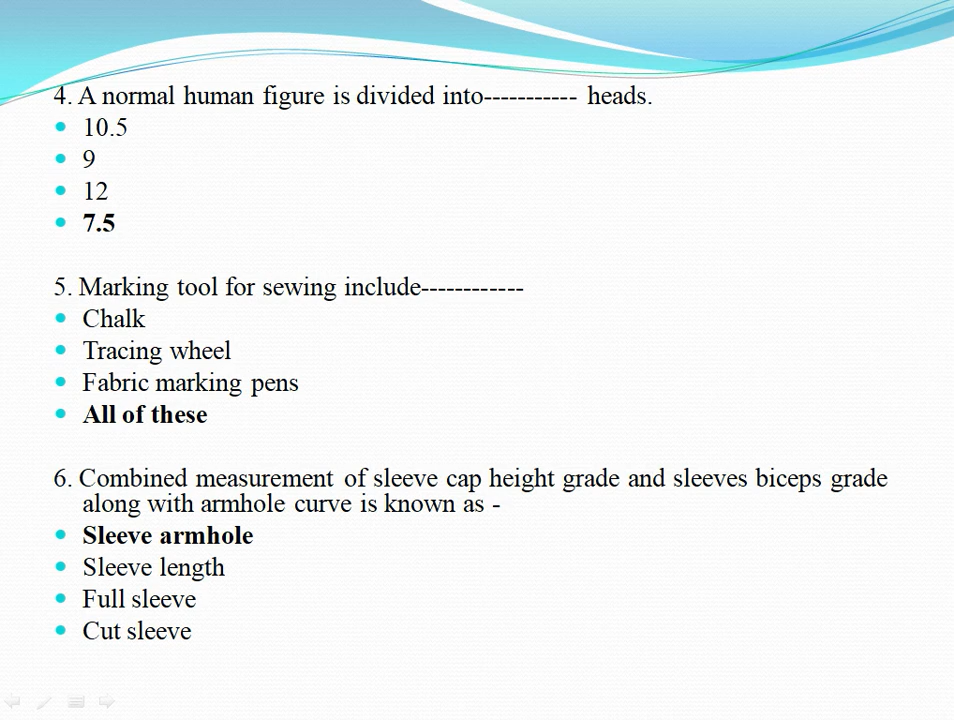 4. A normal human figure is divided into----------- heads.
10.5
9
12
7.5
5. Marking tool for sewing include------------
Chalk
Tracing wheel
Fabric marking pens
All of these
6. Combined measurement of sleeve cap height grade and sleeves biceps grade
along with armhole curve is known as -
Sleeve armhole
Sleeve length
Full sleeve
Cut sleeve